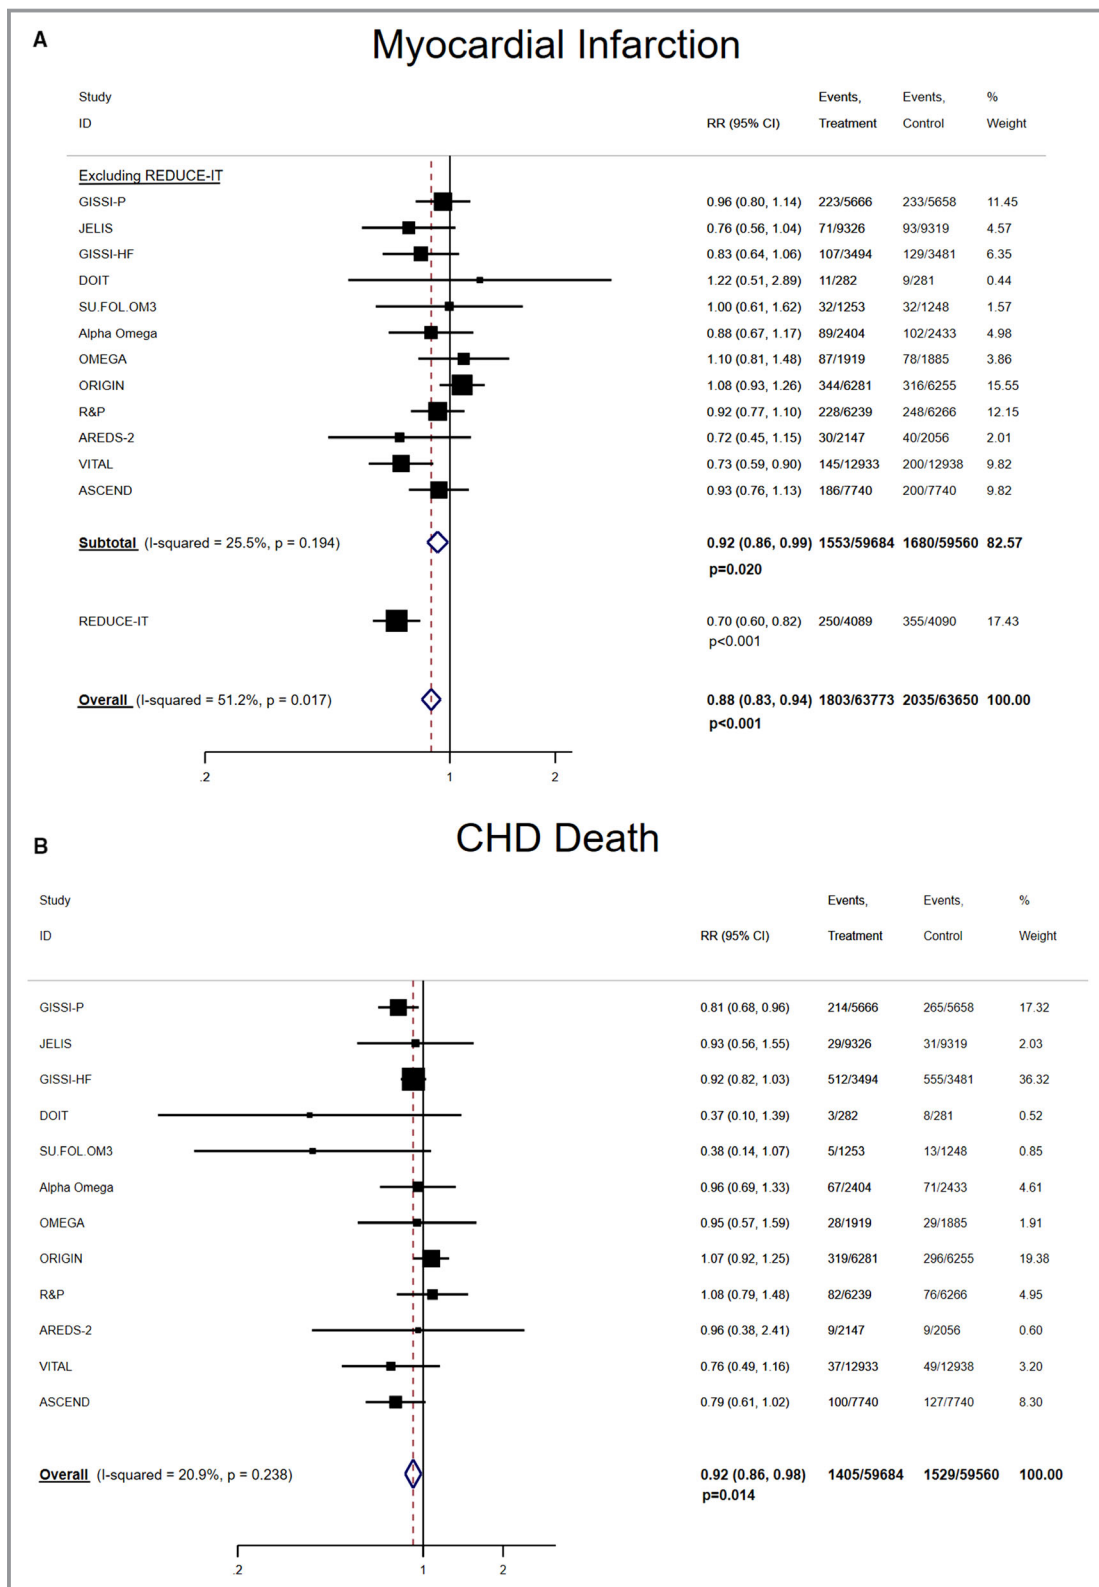 A
Myocardial Infarction
Study Events, Events, %
ID RR (95% CI) Treatment Control Weight
Excluding REDUCE-IT
GISSI-P 0.96 (0.80, 1.14) 223/5666 233/5658 11.45
JELIS 0.76 (0.56, 1.04) 71/9326 93/9319 4.57
GISSI-HF 0.83 (0.64, 1.06) 107/3494 129/3481 6.35
DOIT 1.22 (0.51, 2.89) 11/282 9/281 0.44
SU.FOL.OM3 1.00 (0.61, 1.62) 32/1253 32/1248 1.57
Alpha Omega 0.88 (0.67, 1.17) 89/2404 102/2433 4.98
OMEGA 1.10 (0.81, 1.48) 87/1919 78/1885 3.86
ORIGIN 1.08 (0.93, 1.26) 344/6281 316/6255 15.55
R&P 0.92 (0.77, 1.10) 228/6239 248/6266 12.15
AREDS-2 0.72 (0.45, 1.15) 30/2147 40/2056 2.01
VITAL 0.73 (0.59, 0.90) 145/12933 200/12938 9.82
ASCEND 0.93 (0.76, 1.13) 186/7740 200/7740 9.82
Subtotal (I-squared = 25.5%, p = 0.194) 0.92 (0.86, 0.99) 1553/59684 1680/59560 82.57
p=0.020
REDUCE-IT 0.70 (0.60, 0.82) 250/4089 355/4090 17.43
p<0.001
Overall (I-squared = 51.2%, p = 0.017) 0.88 (0.83, 0.94) 1803/63773 2035/63650 100.00
p<0.001
.2 1 2
B
CHD Death
Study Events, Events, %
ID RR (95% CI) Treatment Control Weight
GISSI-P 0.81 (0.68, 0.96) 214/5666 265/5658 17.32
JELIS 0.93 (0.56, 1.55) 29/9326 31/9319 2.03
GISSI-HF 0.92 (0.82, 1.03) 512/3494 555/3481 36.32
DOIT 0.37 (0.10, 1.39) 3/282 8/281 0.52
SU.FOL.OM3 0.38 (0.14, 1.07) 5/1253 13/1248 0.85
Alpha Omega 0.96 (0.69, 1.33) 67/2404 71/2433 4.61
OMEGA 0.95 (0.57, 1.59) 28/1919 29/1885 1.91
ORIGIN 1.07 (0.92, 1.25) 319/6281 296/6255 19.38
R&P 1.08 (0.79, 1.48) 82/6239 76/6266 4.95
AREDS-2 0.96 (0.38, 2.41) 9/2147 9/2056 0.60
VITAL 0.76 (0.49, 1.16) 37/12933 49/12938 3.20
ASCEND 0.79 (0.61, 1.02) 100/7740 127/7740 8.30
Overall (I-squared = 20.9%, p = 0.238) 0.92 (0.86, 0.98) 1405/59684 1529/59560 100.00
p=0.014
.2 1 2